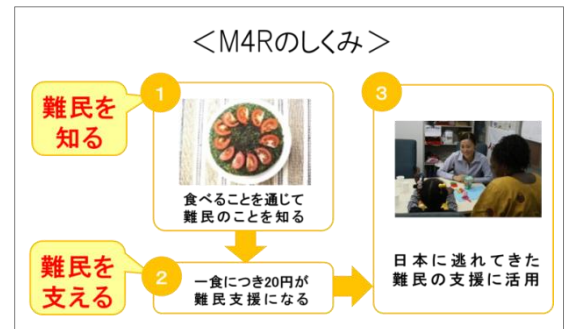 ＜M4Rのしくみ＞
難民を
知る
1
食べることを通じて
難民のことを知る
難民を
支える
2
一食につき20円が
難民支援になる
3
日本に逃れてきた
難民の支援に活用